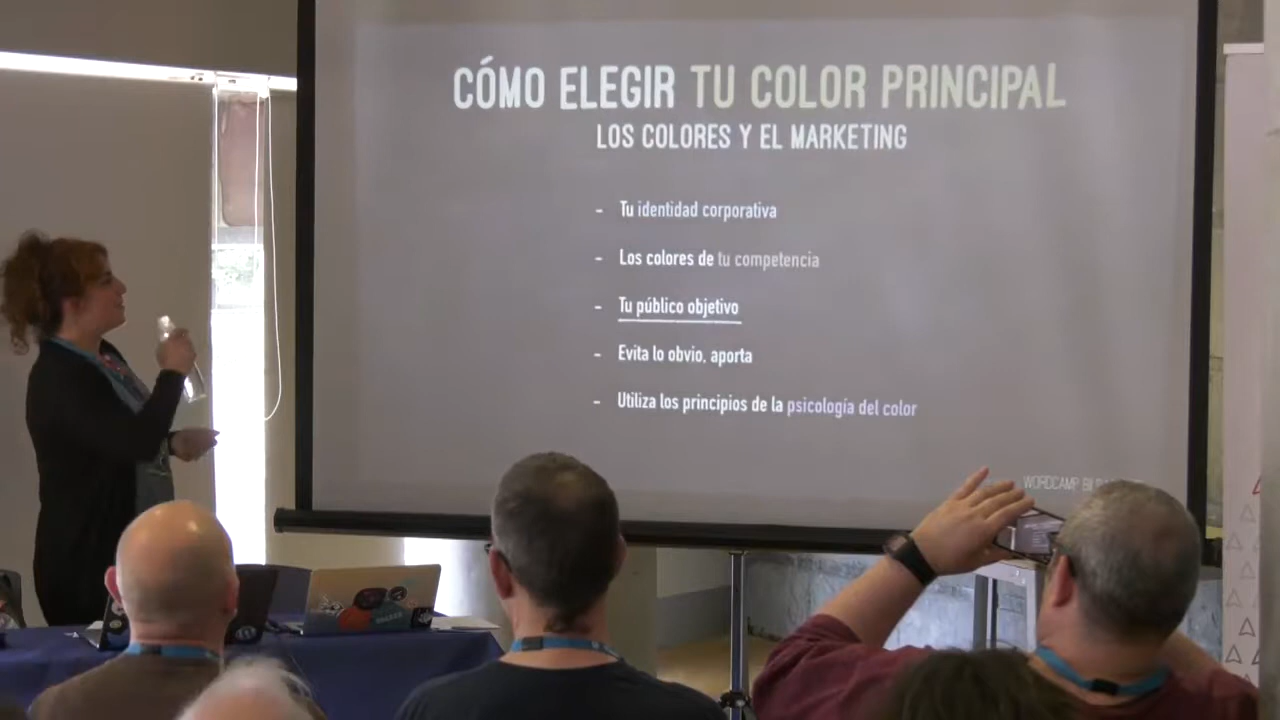 CÓMO ELEGIR TU COLOR PRINCIPAL
LOS COLORES Y EL MARKETING
- Tu identidad corporativa
- Los colores de tu competencia
- Tu público objetivo
- Evita lo obvio, aporta
- Utiliza los principios de la psicología del color
WORDCAMP